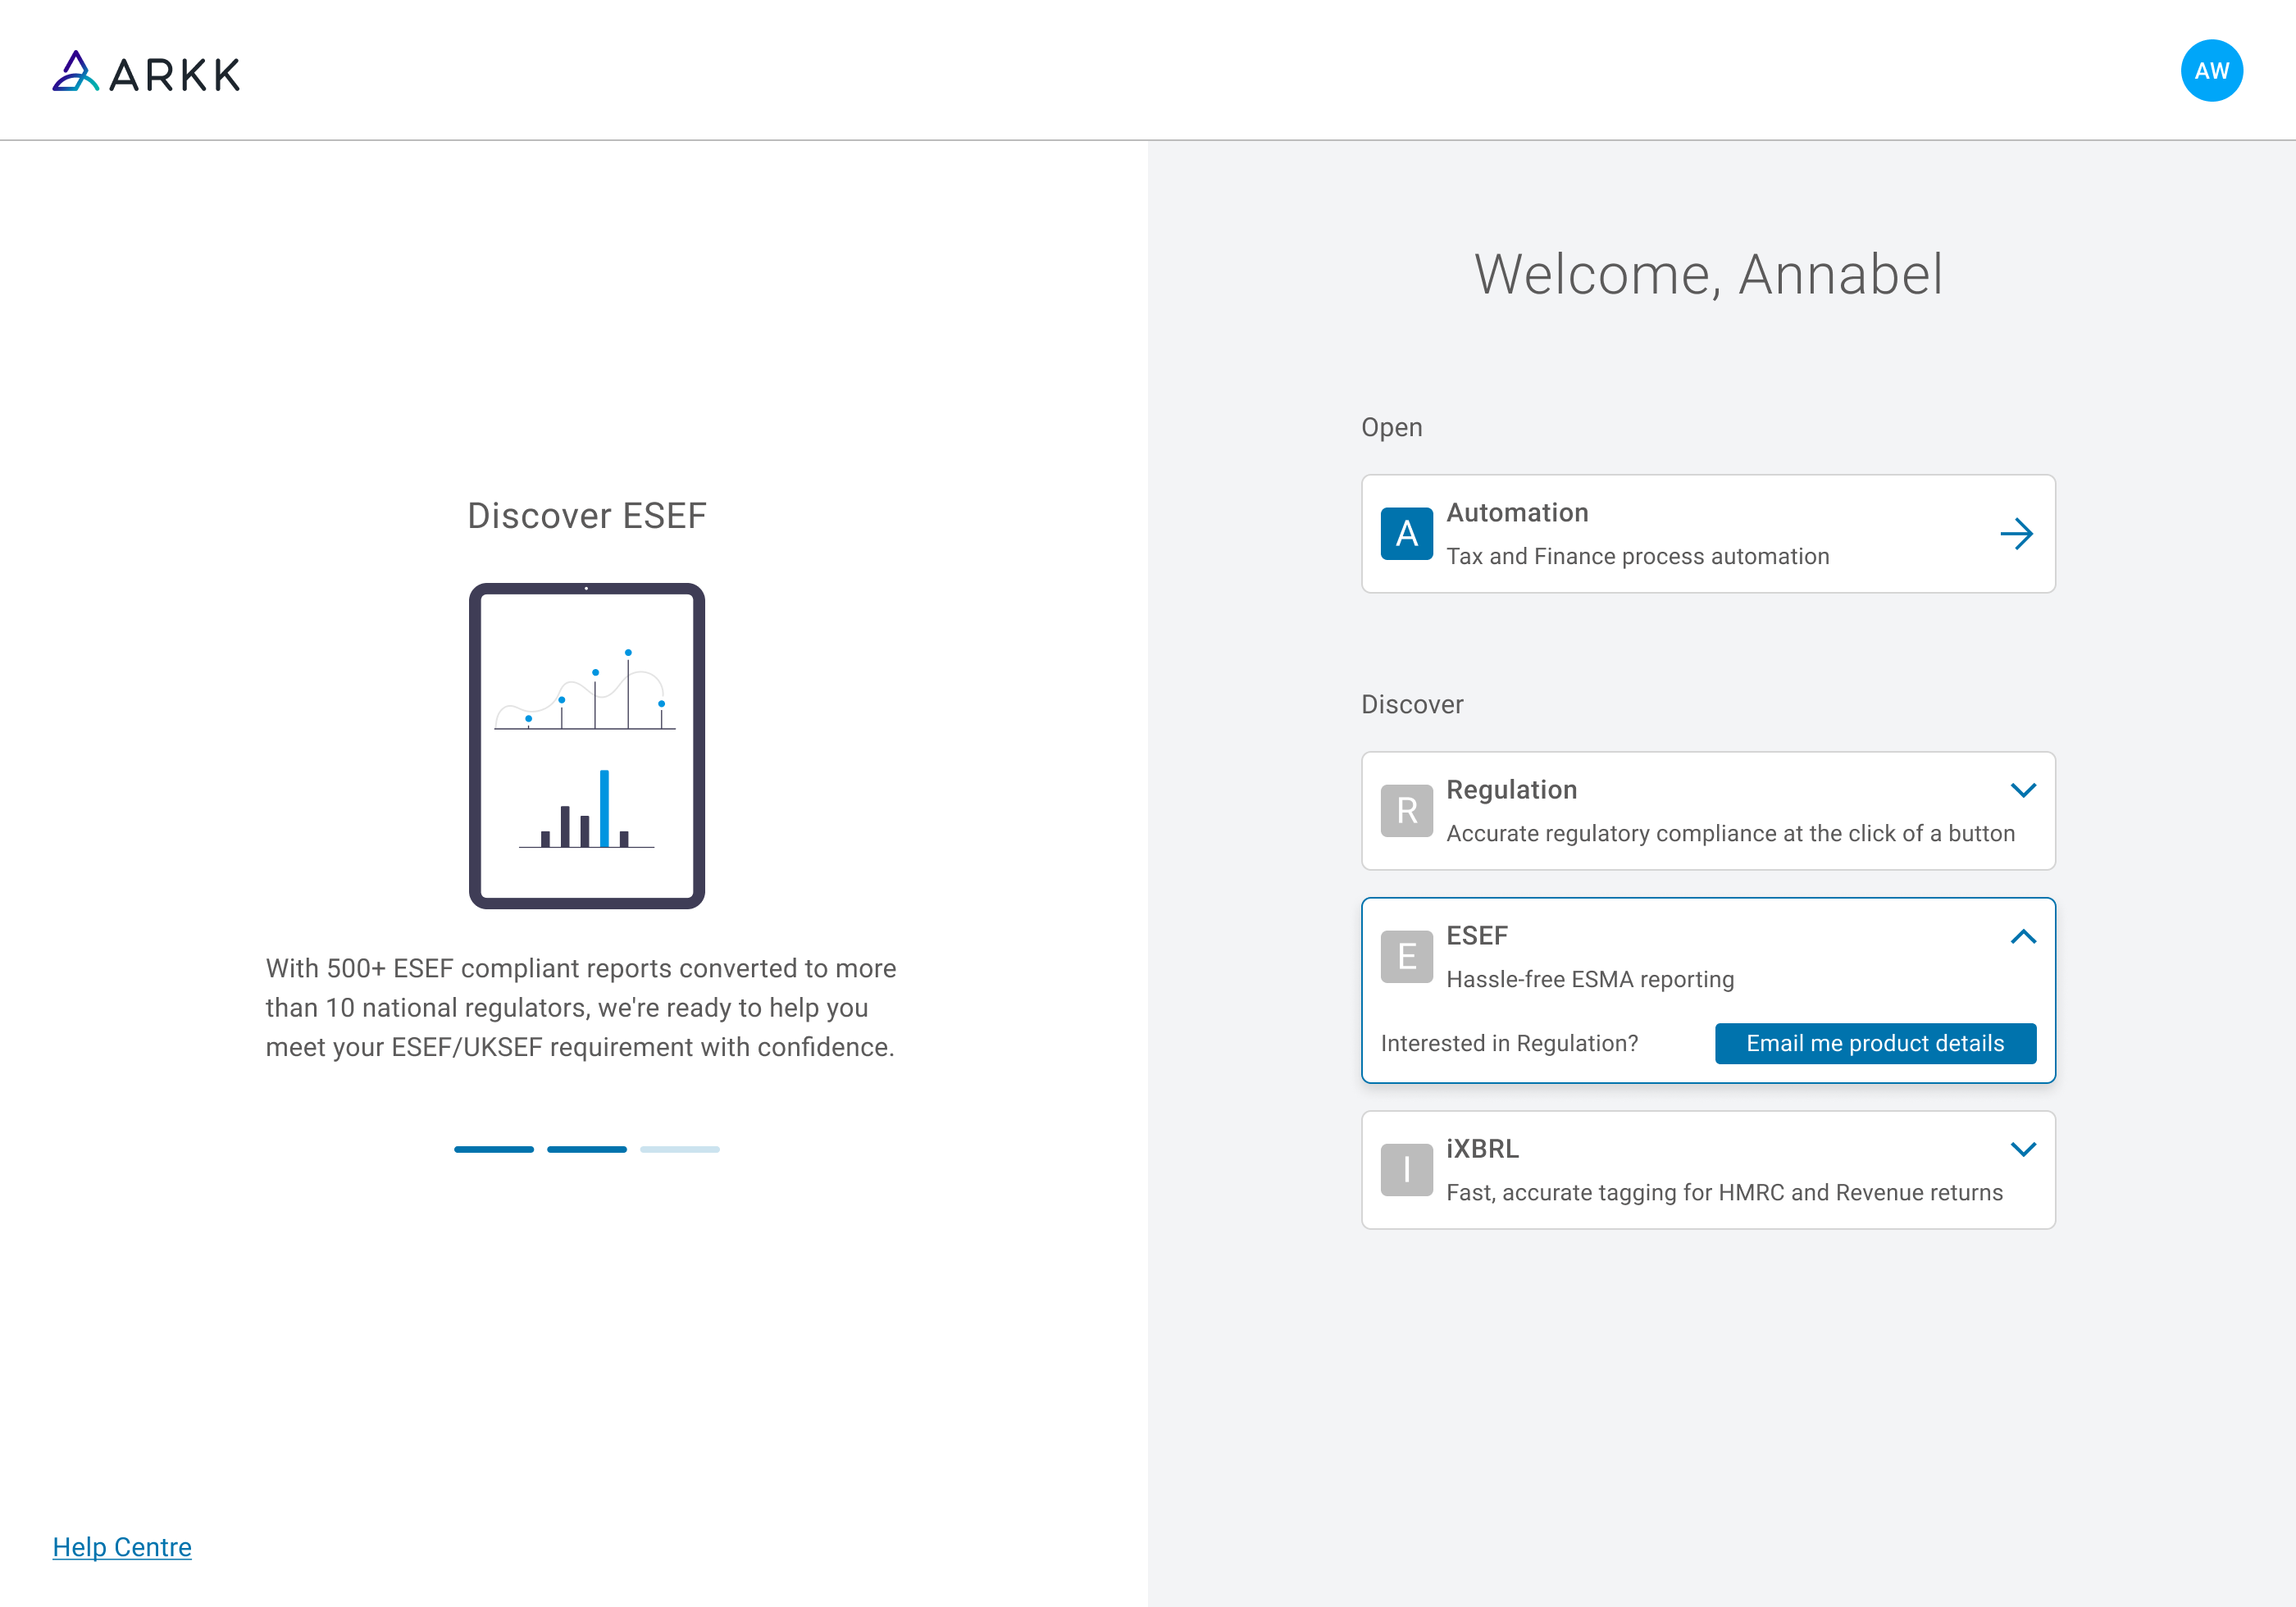 ARKK
AW
Discover ESEF
With 500+ ESEF compliant reports converted to more
than 10 national regulators, we're ready to help you
meet your ESEF/UKSEF requirement with confidence.
Help Centre
Welcome, Annabel
Open
A
Automation
Tax and Finance process automation
Discover
R
Regulation
Accurate regulatory compliance at the click of a button
E
ESEF
Hassle-free ESMA reporting
Interested in Regulation?
Email me product details
I
iXBRL
Fast, accurate tagging for HMRC and Revenue returns